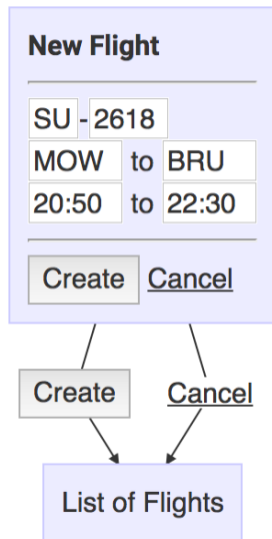 New Flight
SU - 2618
MOW to BRU
20:50 to 22:30
Create Cancel
Create Cancel
List of Flights